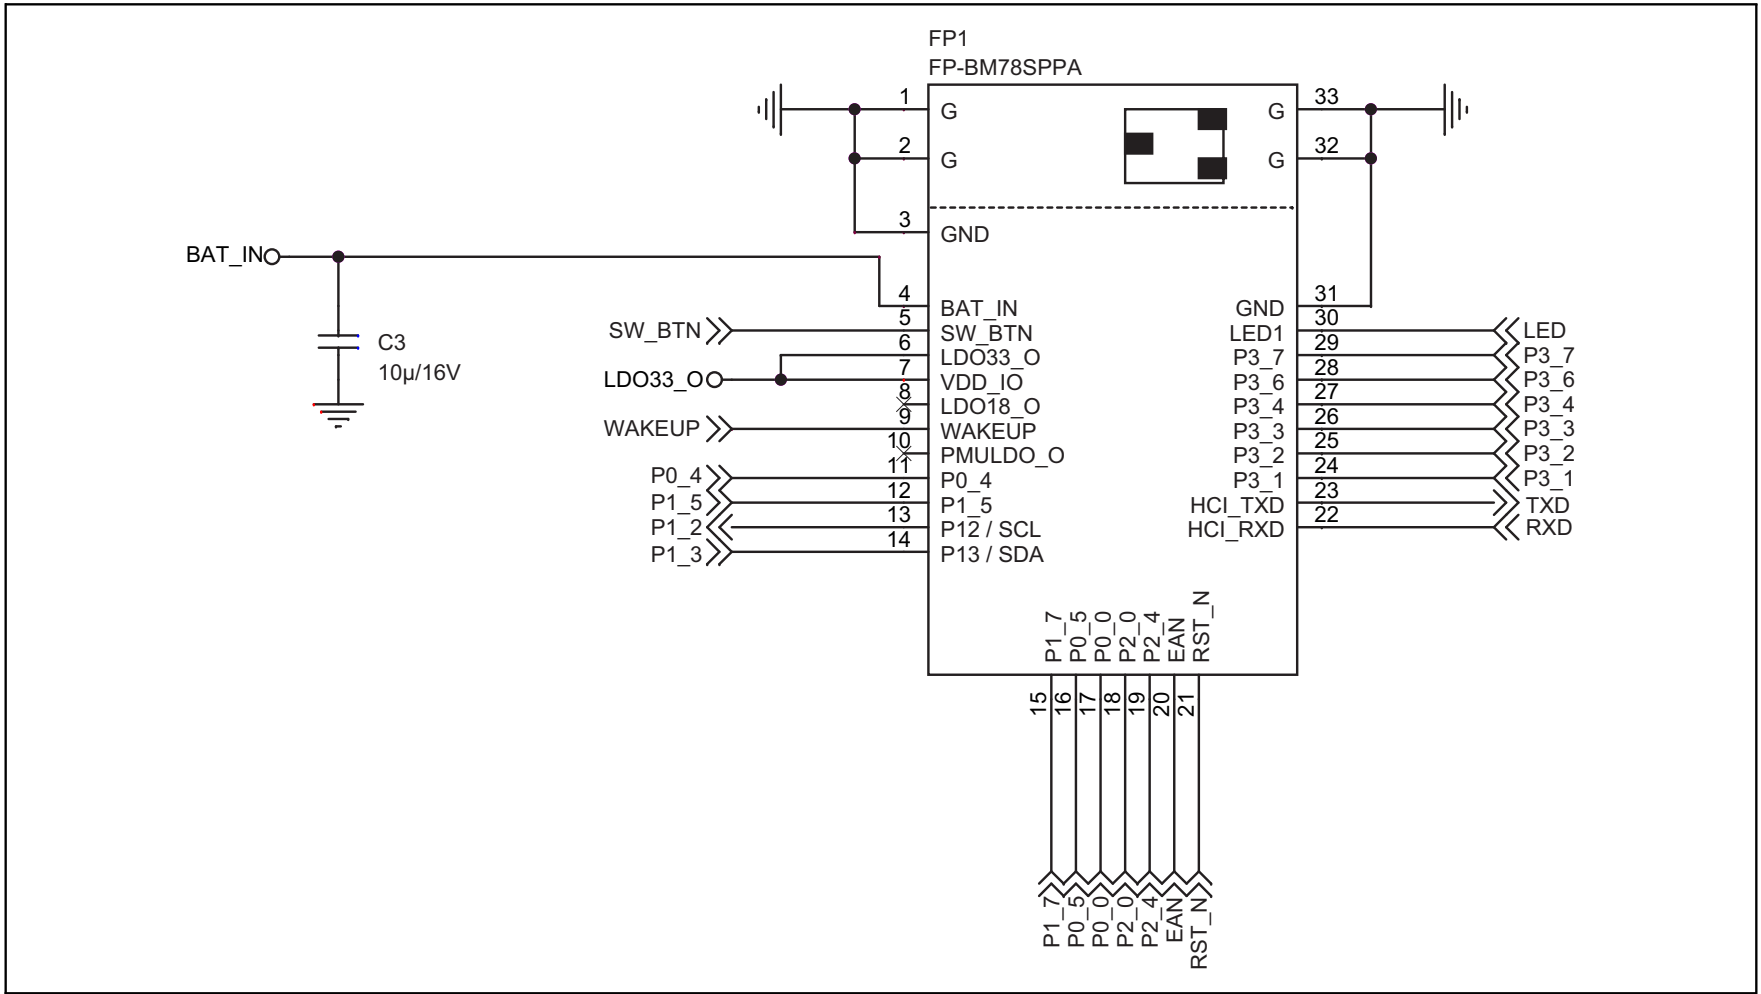 FP1
FP-BM78SPPA
1
G
G
33
2
G
G
32
3
GND
BAT_IN
4
BAT_IN
GND
31
SW_BTN
5
SW_BTN
LED1
30
LED
6
LDO33_O
P3_7
29
P3_7
LDO33_O
7
VDD_IO
P3_6
28
P3_6
8
LDO18_O
P3_4
27
P3_4
WAKEUP
9
WAKEUP
P3_3
26
P3_3
10
PMULDO_O
P3_2
25
P3_2
P0_4
11
P0_4
P3_1
24
P3_1
P1_5
12
P1_5
HCI_TXD
23
TXD
P1_2
13
P12 / SCL
HCI_RXD
22
RXD
P1_3
14
P13 / SDA
C3
10µ/16V
P1_7
P0_5
P0_0
P2_0
P2_4
EAN
RST_N
15
16
17
18
19
20
21
P1_7
P0_5
P0_0
P2_0
P2_4
EAN
RST_N